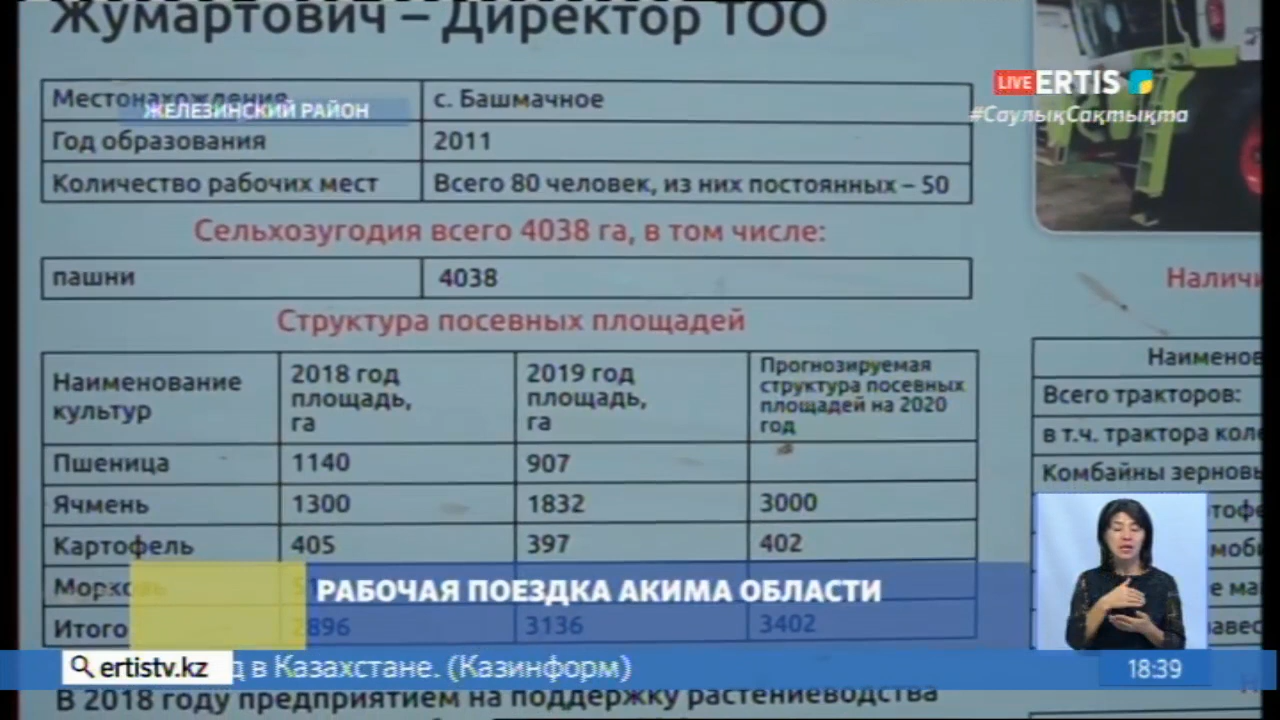 Жумартович – Директор ТОО
LIVE ERTIS
#СаулықСақтықта
Местонахождения с. Башмачное
ЖЕЛЕЗИНСКИЙ РАЙОН
Год образования 2011
Количество рабочих мест Всего 80 человек, из них постоянных – 50
Сельхозугодия всего 4038 га, в том числе:
пашни 4038
Структура посевных площадей
Наименование культур 2018 год площадь, га 2019 год площадь, га Прогнозируемая структура посевных площадей на 2020 год
Пшеница 1140 907
Ячмень 1300 1832 3000
Картофель 405 397 402
Морковь
Итого 2896 3136 3402
Всего тракторов:
в т.ч. трактора
Комбайны
РАБОЧАЯ ПОЕЗДКА АКИМА ОБЛАСТИ
ertistv.kz
в Казахстане. (Казинформ)
18:39
В 2018 году предприятием на поддержку растениеводства